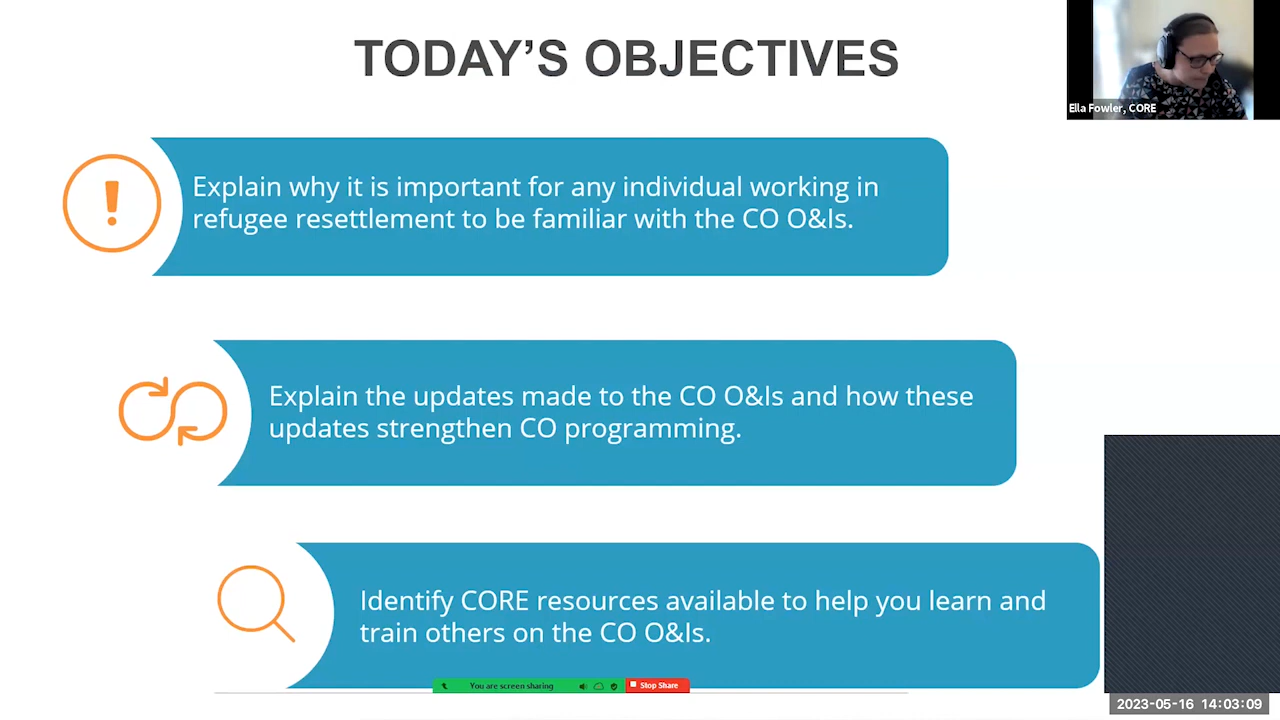 TODAY’S OBJECTIVES
Ella Fowler, CORE
Explain why it is important for any individual working in
refugee resettlement to be familiar with the CO O&Is.
Explain the updates made to the CO O&Is and how these
updates strengthen CO programming.
Identify CORE resources available to help you learn and
train others on the CO O&Is.
You are screen sharing
Stop Share
2023-05-16 14:03:09